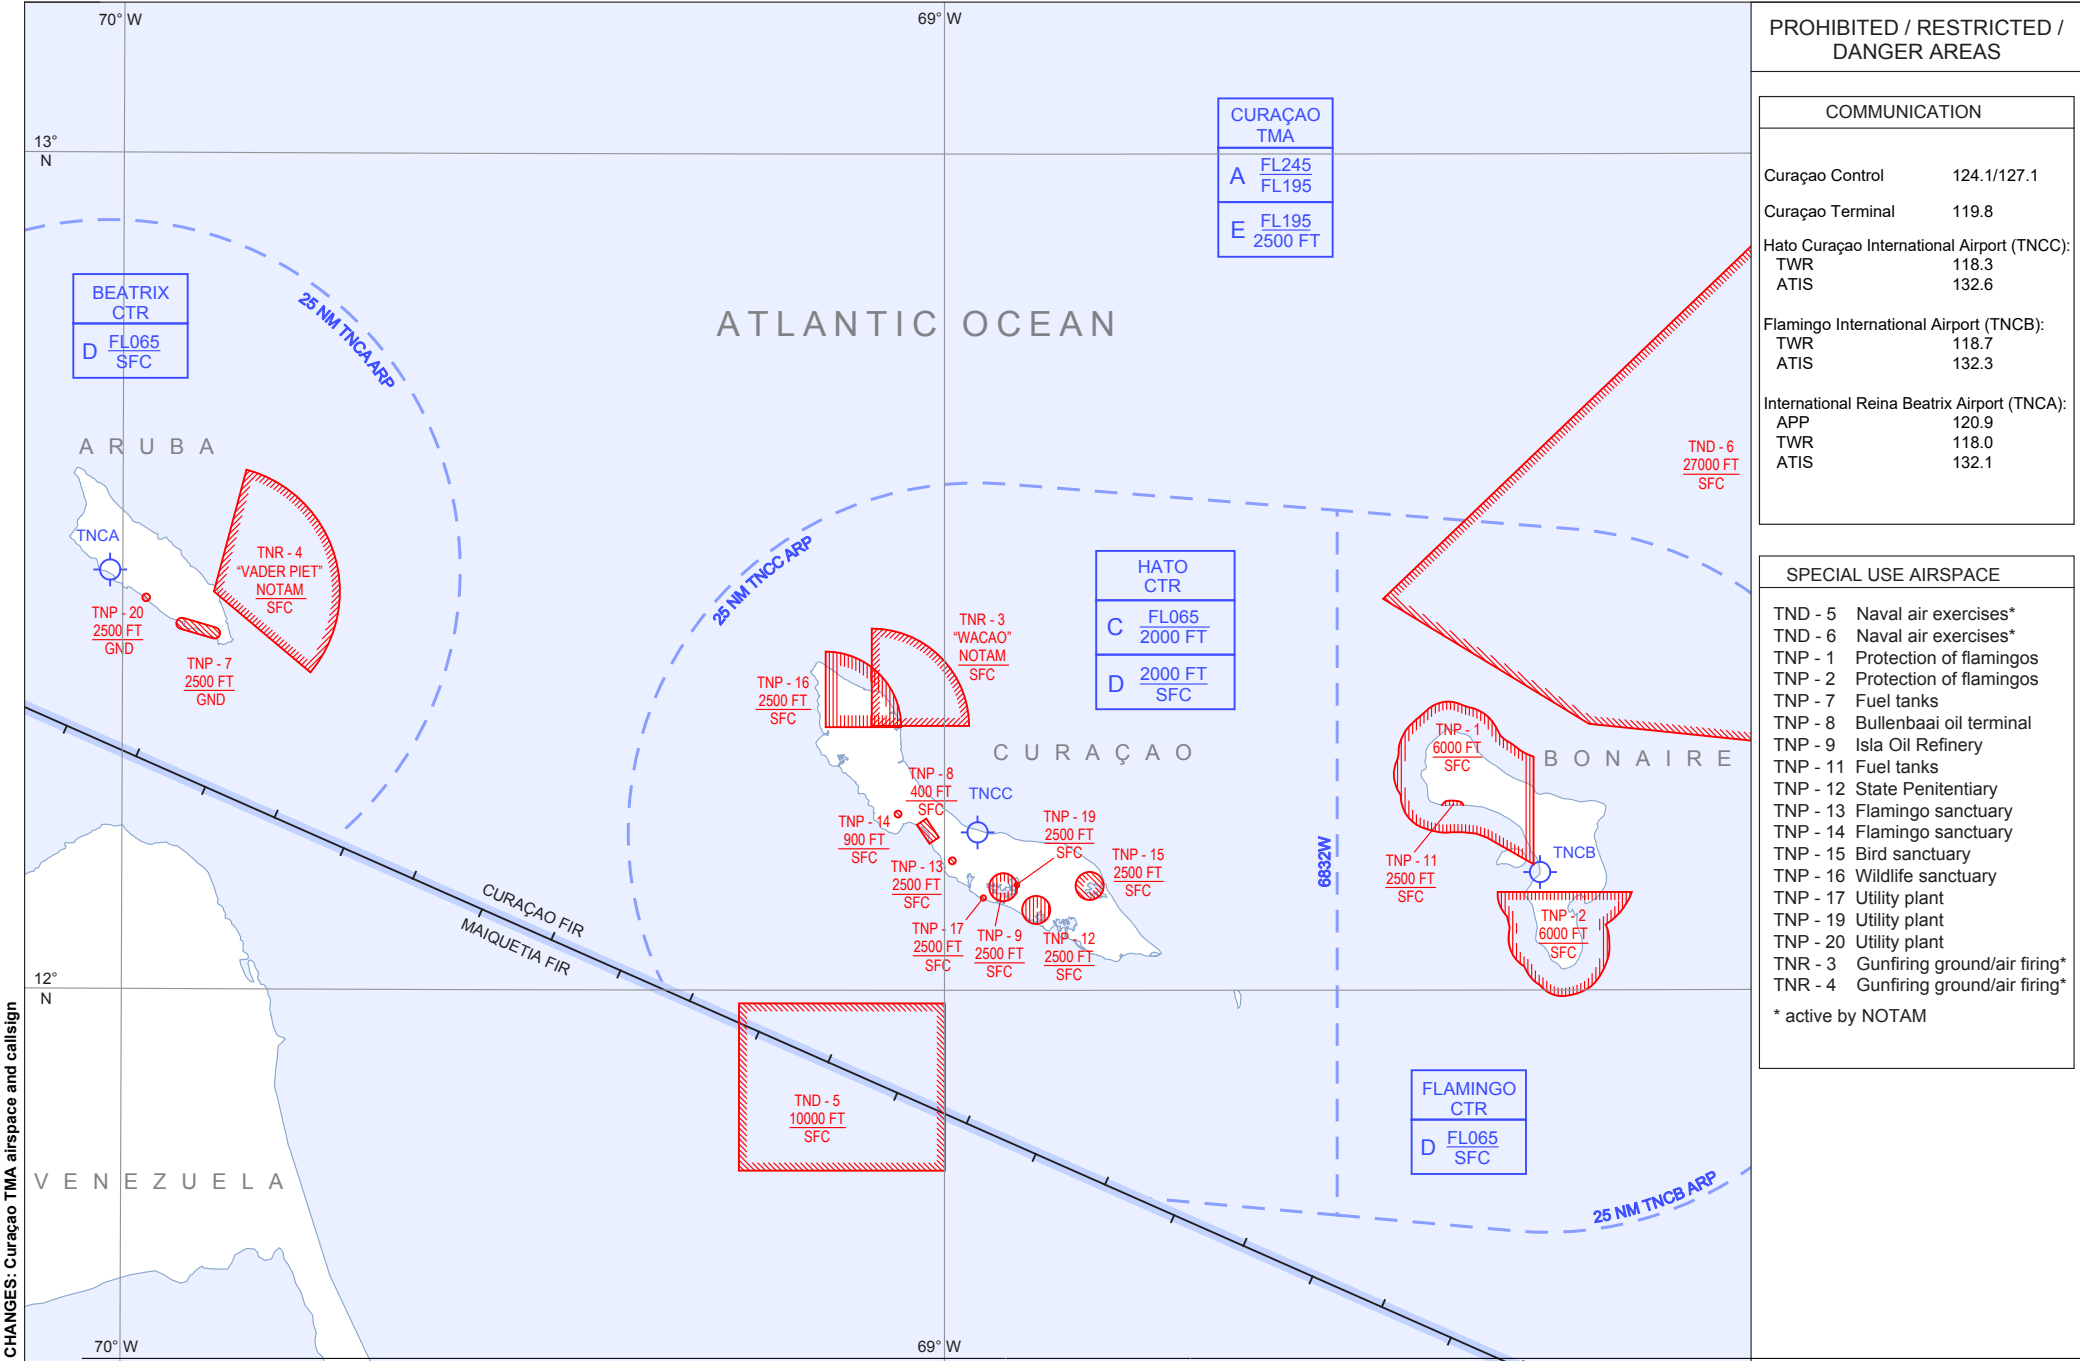 70° W
69° W
13°
N
CURAÇAO
TMA
A FL245
FL195
E FL195
2500 FT
BEATRIX
CTR
D FL065
SFC
25 NM TNCA ARP
ATLANTIC OCEAN
ARUBA
TNCA
TNR - 4
“VADER PIET”
NOTAM
SFC
TNP - 20
2500 FT
GND
TNP - 7
2500 FT
GND
25 NM TNCC ARP
HATO
CTR
C FL065
2000 FT
D 2000 FT
SFC
TND - 6
27000 FT
SFC
TNR - 3
“WACAO”
NOTAM
SFC
TNP - 16
2500 FT
SFC
CURAÇAO
TNP - 8
400 FT
SFC
TNCC
TNP - 14
900 FT
SFC
TNP - 19
2500 FT
SFC
TNP - 13
2500 FT
SFC
TNP - 15
2500 FT
SFC
TNP - 17
2500 FT
SFC
TNP - 9
2500 FT
SFC
TNP - 12
2500 FT
SFC
6832W
TNP - 1
6000 FT
SFC
BONAIRE
TNP - 11
2500 FT
SFC
TNCB
TNP - 2
6000 FT
SFC
CURAÇAO FIR
MAIQUETIA FIR
12°
N
TND - 5
10000 FT
SFC
FLAMINGO
CTR
D FL065
SFC
25 NM TNCB ARP
VENEZUELA
70° W
69° W
CHANGES: Curaçao TMA airspace and callsign
PROHIBITED / RESTRICTED /
DANGER AREAS
COMMUNICATION
Curaçao Control 124.1/127.1
Curaçao Terminal 119.8
Hato Curaçao International Airport (TNCC):
TWR 118.3
ATIS 132.6
Flamingo International Airport (TNCB):
TWR 118.7
ATIS 132.3
International Reina Beatrix Airport (TNCA):
APP 120.9
TWR 118.0
ATIS 132.1
SPECIAL USE AIRSPACE
TND - 5 Naval air exercises*
TND - 6 Naval air exercises*
TNP - 1 Protection of flamingos
TNP - 2 Protection of flamingos
TNP - 7 Fuel tanks
TNP - 8 Bullenbaai oil terminal
TNP - 9 Isla Oil Refinery
TNP - 11 Fuel tanks
TNP - 12 State Penitentiary
TNP - 13 Flamingo sanctuary
TNP - 14 Flamingo sanctuary
TNP - 15 Bird sanctuary
TNP - 16 Wildlife sanctuary
TNP - 17 Utility plant
TNP - 19 Utility plant
TNP - 20 Utility plant
TNR - 3 Gunfiring ground/air firing*
TNR - 4 Gunfiring ground/air firing*
* active by NOTAM